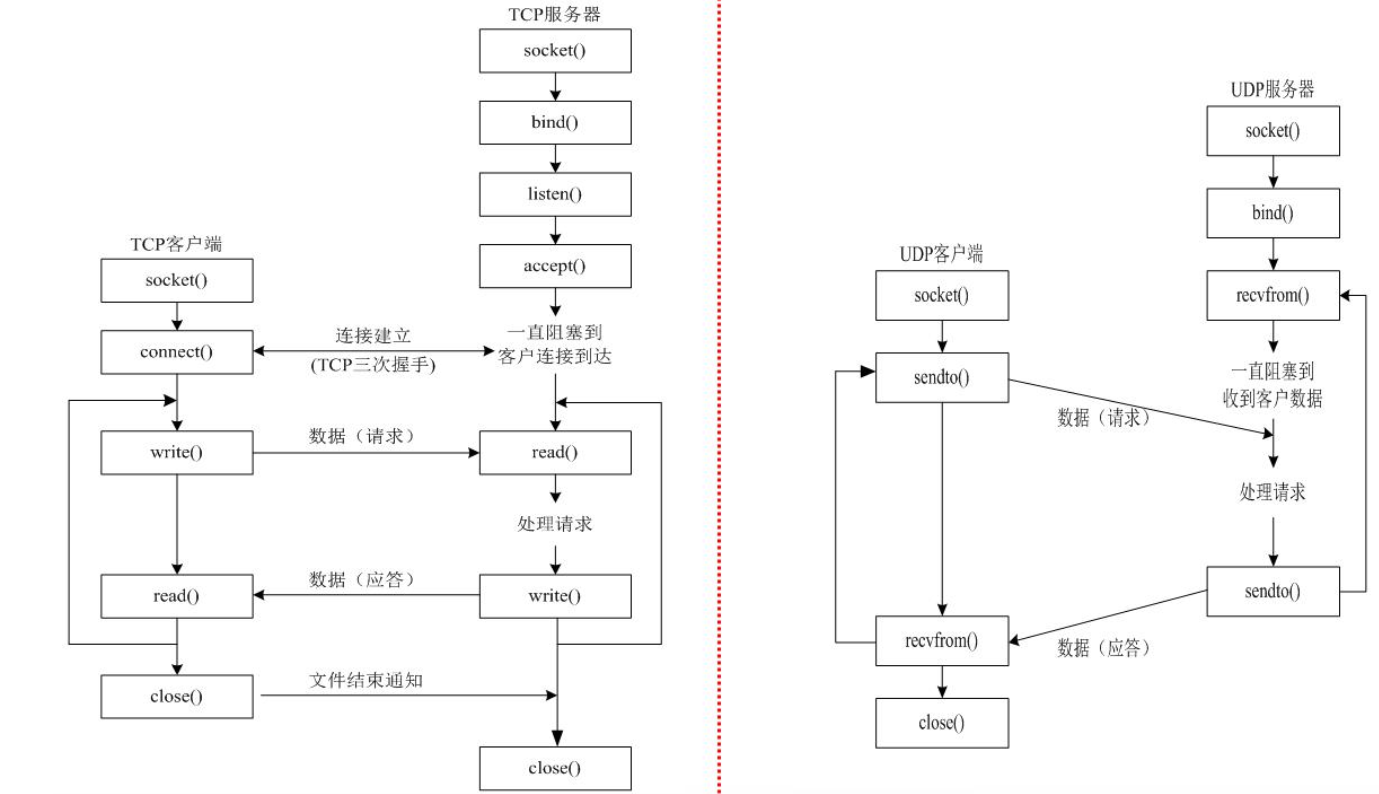 TCP服务器
socket()
bind()
listen()
accept()
一直阻塞到
客户连接到达
TCP客户端
socket()
connect()
连接建立
(TCP三次握手)
write()
数据（请求）
read()
处理请求
read()
数据（应答）
write()
close()
文件结束通知
close()
UDP服务器
socket()
bind()
recvfrom()
一直阻塞到
收到客户数据
UDP客户端
socket()
sendto()
数据（请求）
处理请求
sendto()
recvfrom()
数据（应答）
close()